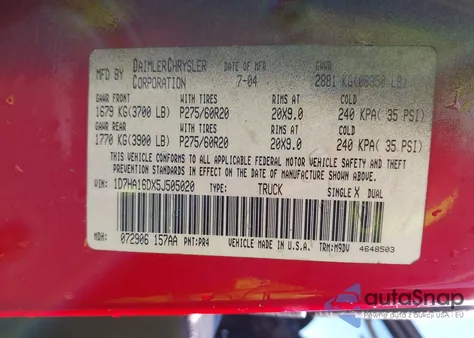 MFD BY DAIMLERCHRYSLER CORPORATION DATE OF MFR 7-04 GVWR 2881 KG(06350 LB)
GAWR FRONT WITH TIRES RIMS AT COLD
1679 KG(3700 LB) P275/60R20 20X9.0 240 KPA( 35 PSI)
GAWR REAR WITH TIRES RIMS AT COLD
1770 KG(3900 LB) P275/60R20 20X9.0 240 KPA( 35 PSI)
THIS VEHICLE CONFORMS TO ALL APPLICABLE FEDERAL MOTOR VEHICLE SAFETY AND THEFT
PREVENTION STANDARDS IN EFFECT ON THE DATE OF MANUFACTURE SHOWN ABOVE.
VIN: 1D7HA16DX5J505020 TYPE: TRUCK SINGLE X DUAL
MDH: 072906 157AA PNT:PR4 VEHICLE MADE IN U.S.A. TRM:M9DV 4648503
autoSnap